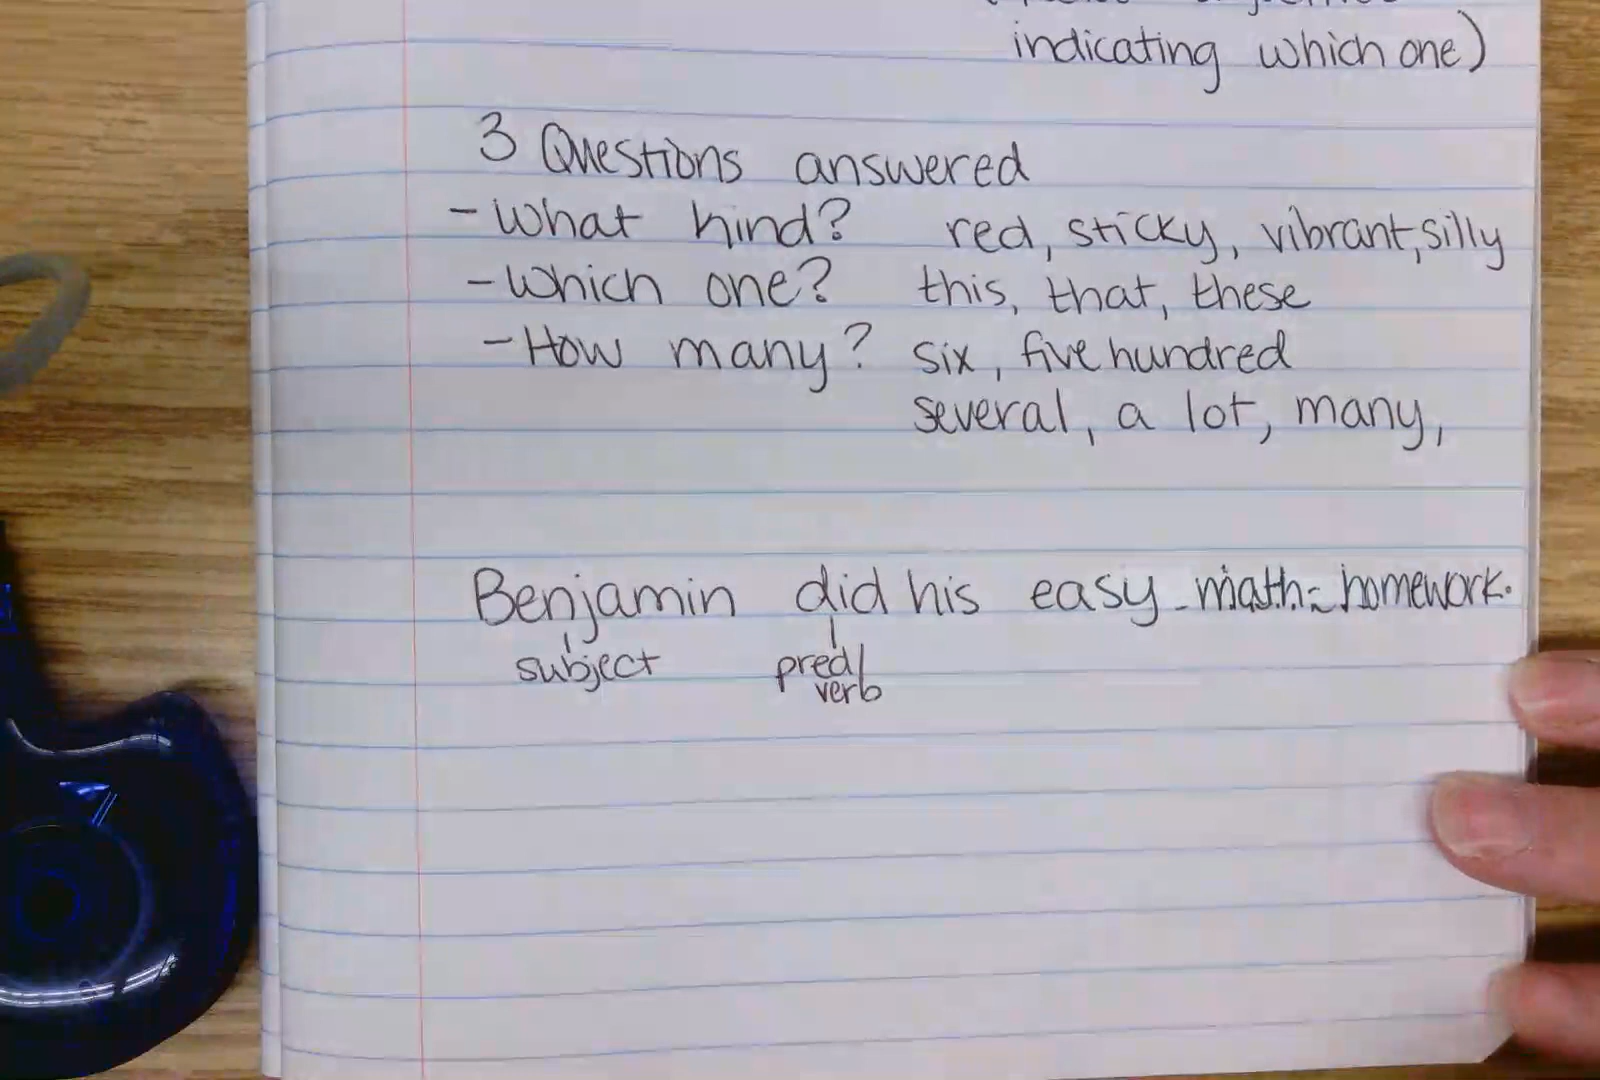 indicating which one)
3 Questions answered
- What kind? red, sticky, vibrant, silly
- Which one? this, that, these
- How many? six, five hundred
several, a lot, many,
Benjamin did his easy math homework.
subject pred/
verb